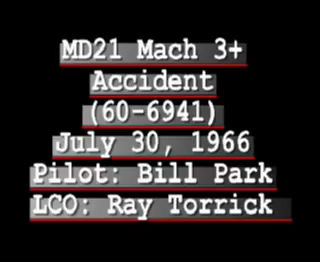 MD21 Mach 3+
Accident
(60-6941)
July 30, 1966
Pilot: Bill Park
LCO: Ray Torrick